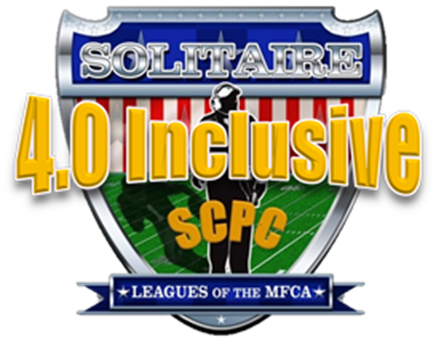 SOLITAIRE
4.0 Inclusive
SCPC
★LEAGUES OF THE MFCA★